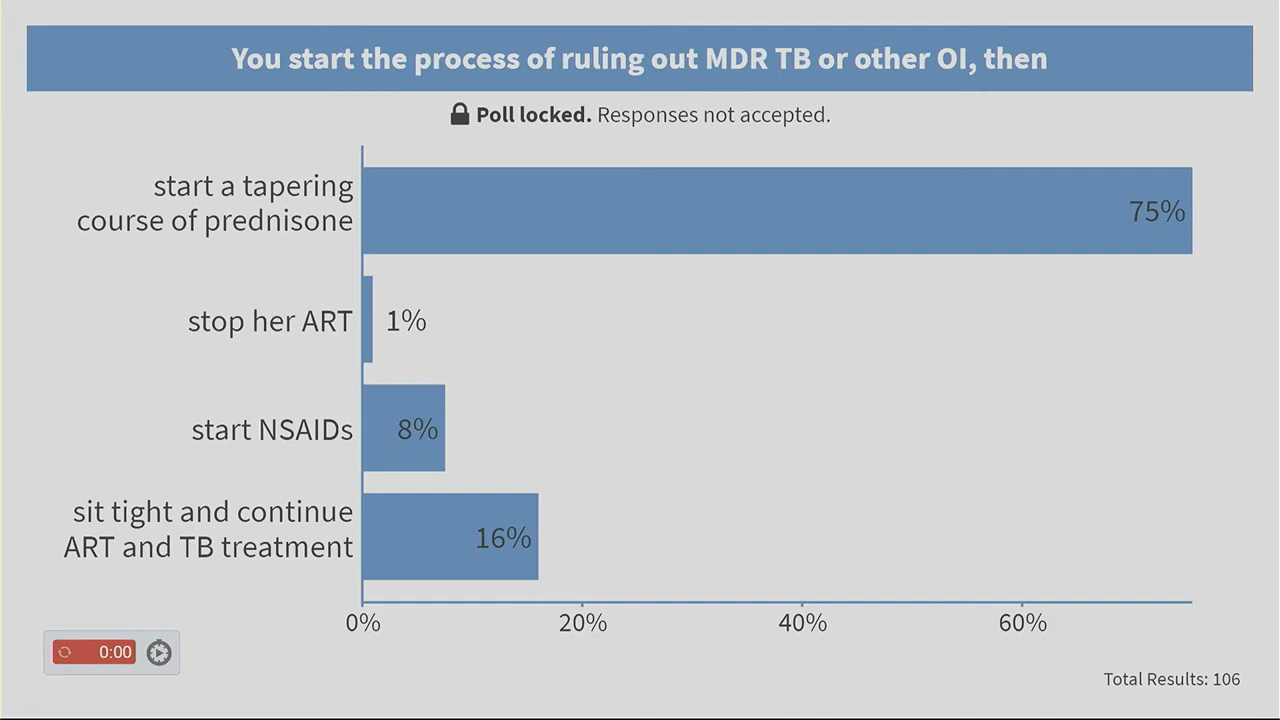 You start the process of ruling out MDR TB or other OI, then
Poll locked. Responses not accepted.
start a tapering
course of prednisone
75%
stop her ART
1%
start NSAIDs
8%
sit tight and continue
ART and TB treatment
16%
0%
20%
40%
60%
0:00
Total Results: 106